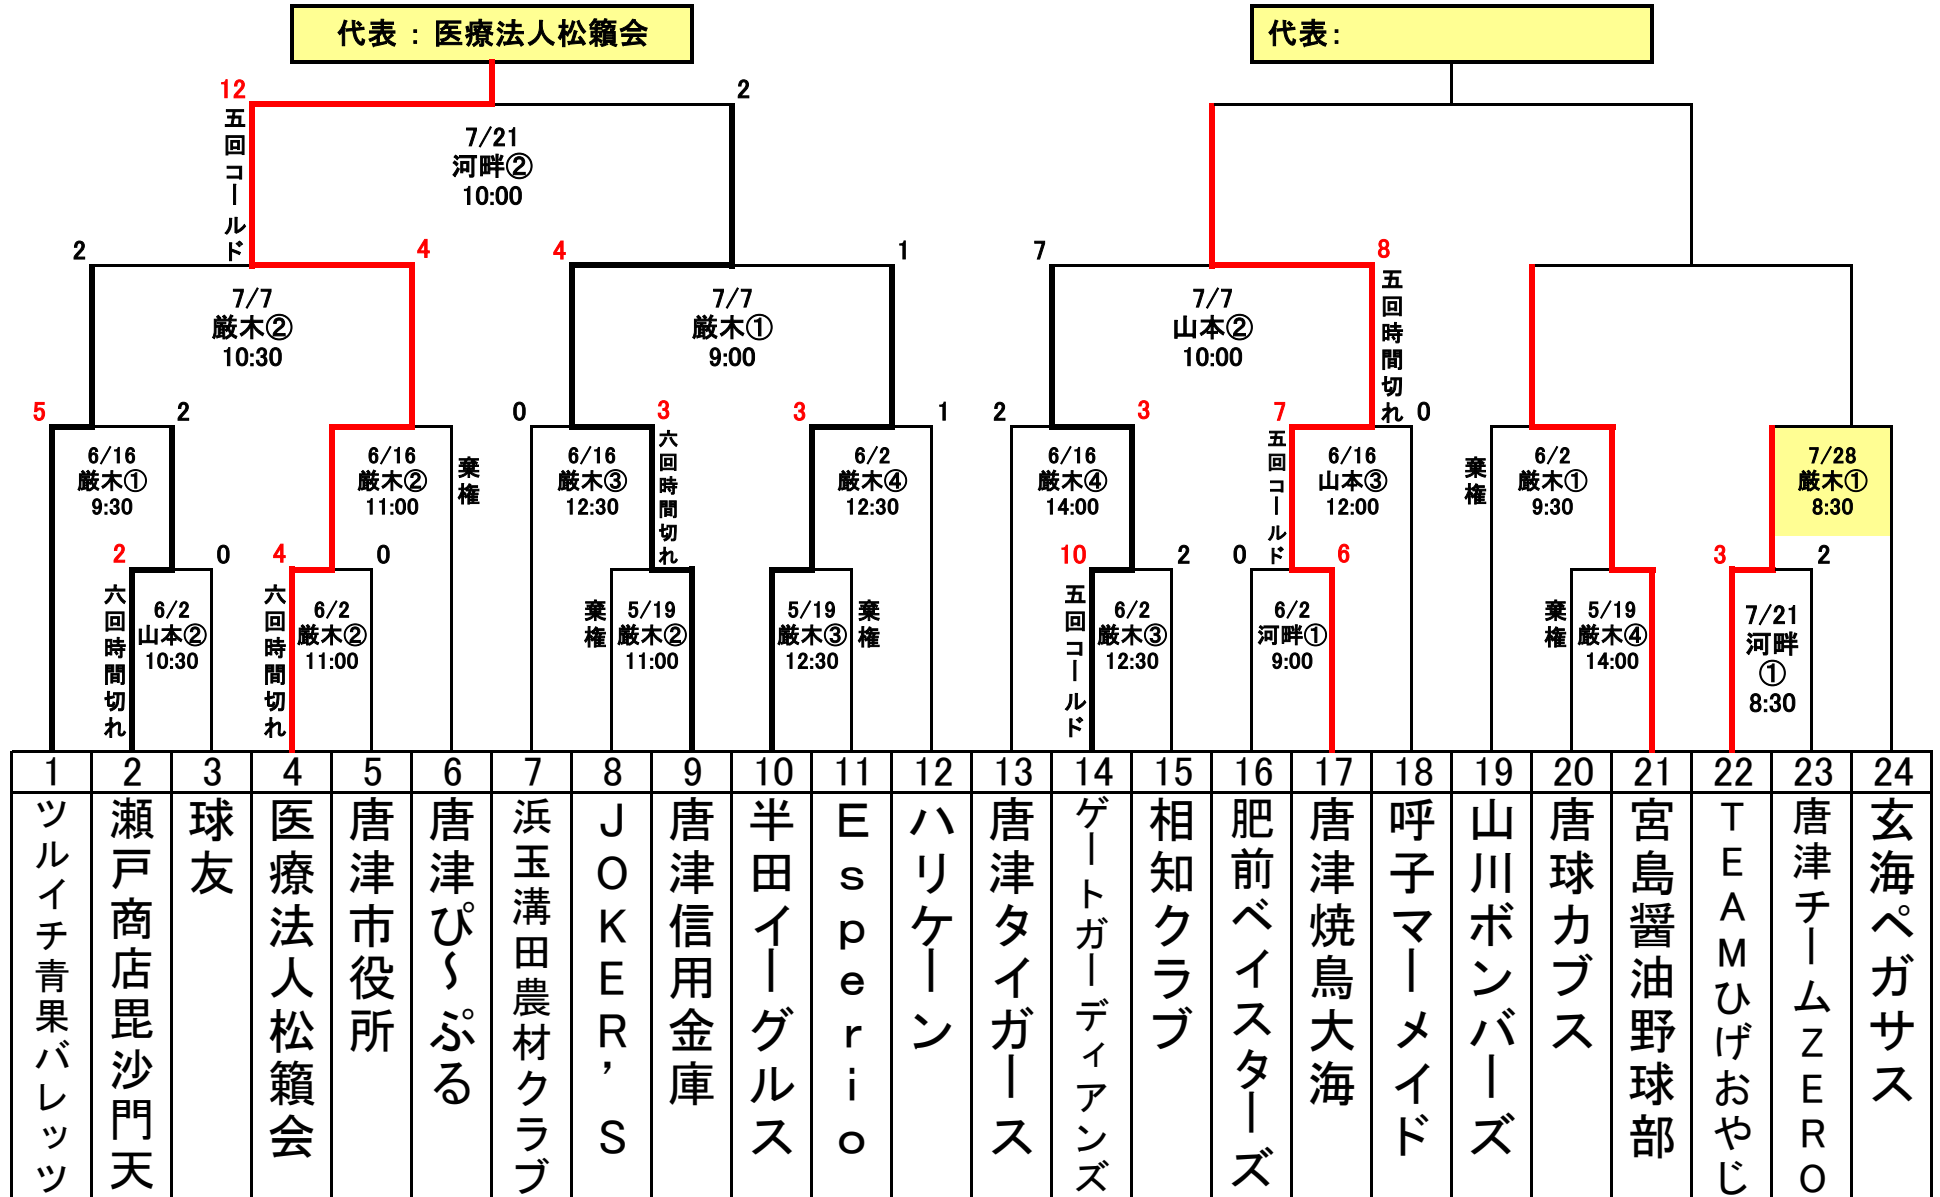 代表 : 医療法人松籟会
代表:
12
2
五回コールド
7/21
河畔②
10:00
2
4
4
1
7
8
7/7
厳木②
10:30
7/7
厳木①
9:00
7/7
山本②
10:00
五回時間切れ
5
2
0
3
3
1
2
3
7
0
6/16
厳木①
9:30
6/16
厳木②
11:00
棄権
6/16
厳木③
12:30
六回時間切れ
6/2
厳木④
12:30
6/16
厳木④
14:00
五回コールド
6/16
山本③
12:00
棄権
6/2
厳木①
9:30
7/28
厳木①
8:30
2
0
4
0
10
2
0
6
3
2
六回時間切れ
6/2
山本②
10:30
六回時間切れ
6/2
厳木②
11:00
棄権
5/19
厳木②
11:00
5/19
厳木③
12:30
棄権
五回コールド
6/2
厳木③
12:30
6/2
河畔①
9:00
棄権
5/19
厳木④
14:00
7/21
河畔
①
8:30
1 2 3 4 5 6 7 8 9 10 11 12 13 14 15 16 17 18 19 20 21 22 23 24
ツルイチ青果バレッツ
瀬戸商店毘沙門天
球友
医療法人松籟会
唐津市役所
唐津ぴ～ぷる
浜玉溝田農材クラブ
ＪＯＫＥＲ’Ｓ
唐津信用金庫
半田イーグルス
Ｅｓｐｅｒｉｏ
ハリケーン
唐津タイガース
ゲートガーディアンズ
相知クラブ
肥前ベイスターズ
唐津焼鳥大海
呼子マーメイド
山川ボンバーズ
唐球カブス
宮島醤油野球部
ＴＥＡＭひげおやじ
唐津チームＺＥＲＯ
玄海ペガサス